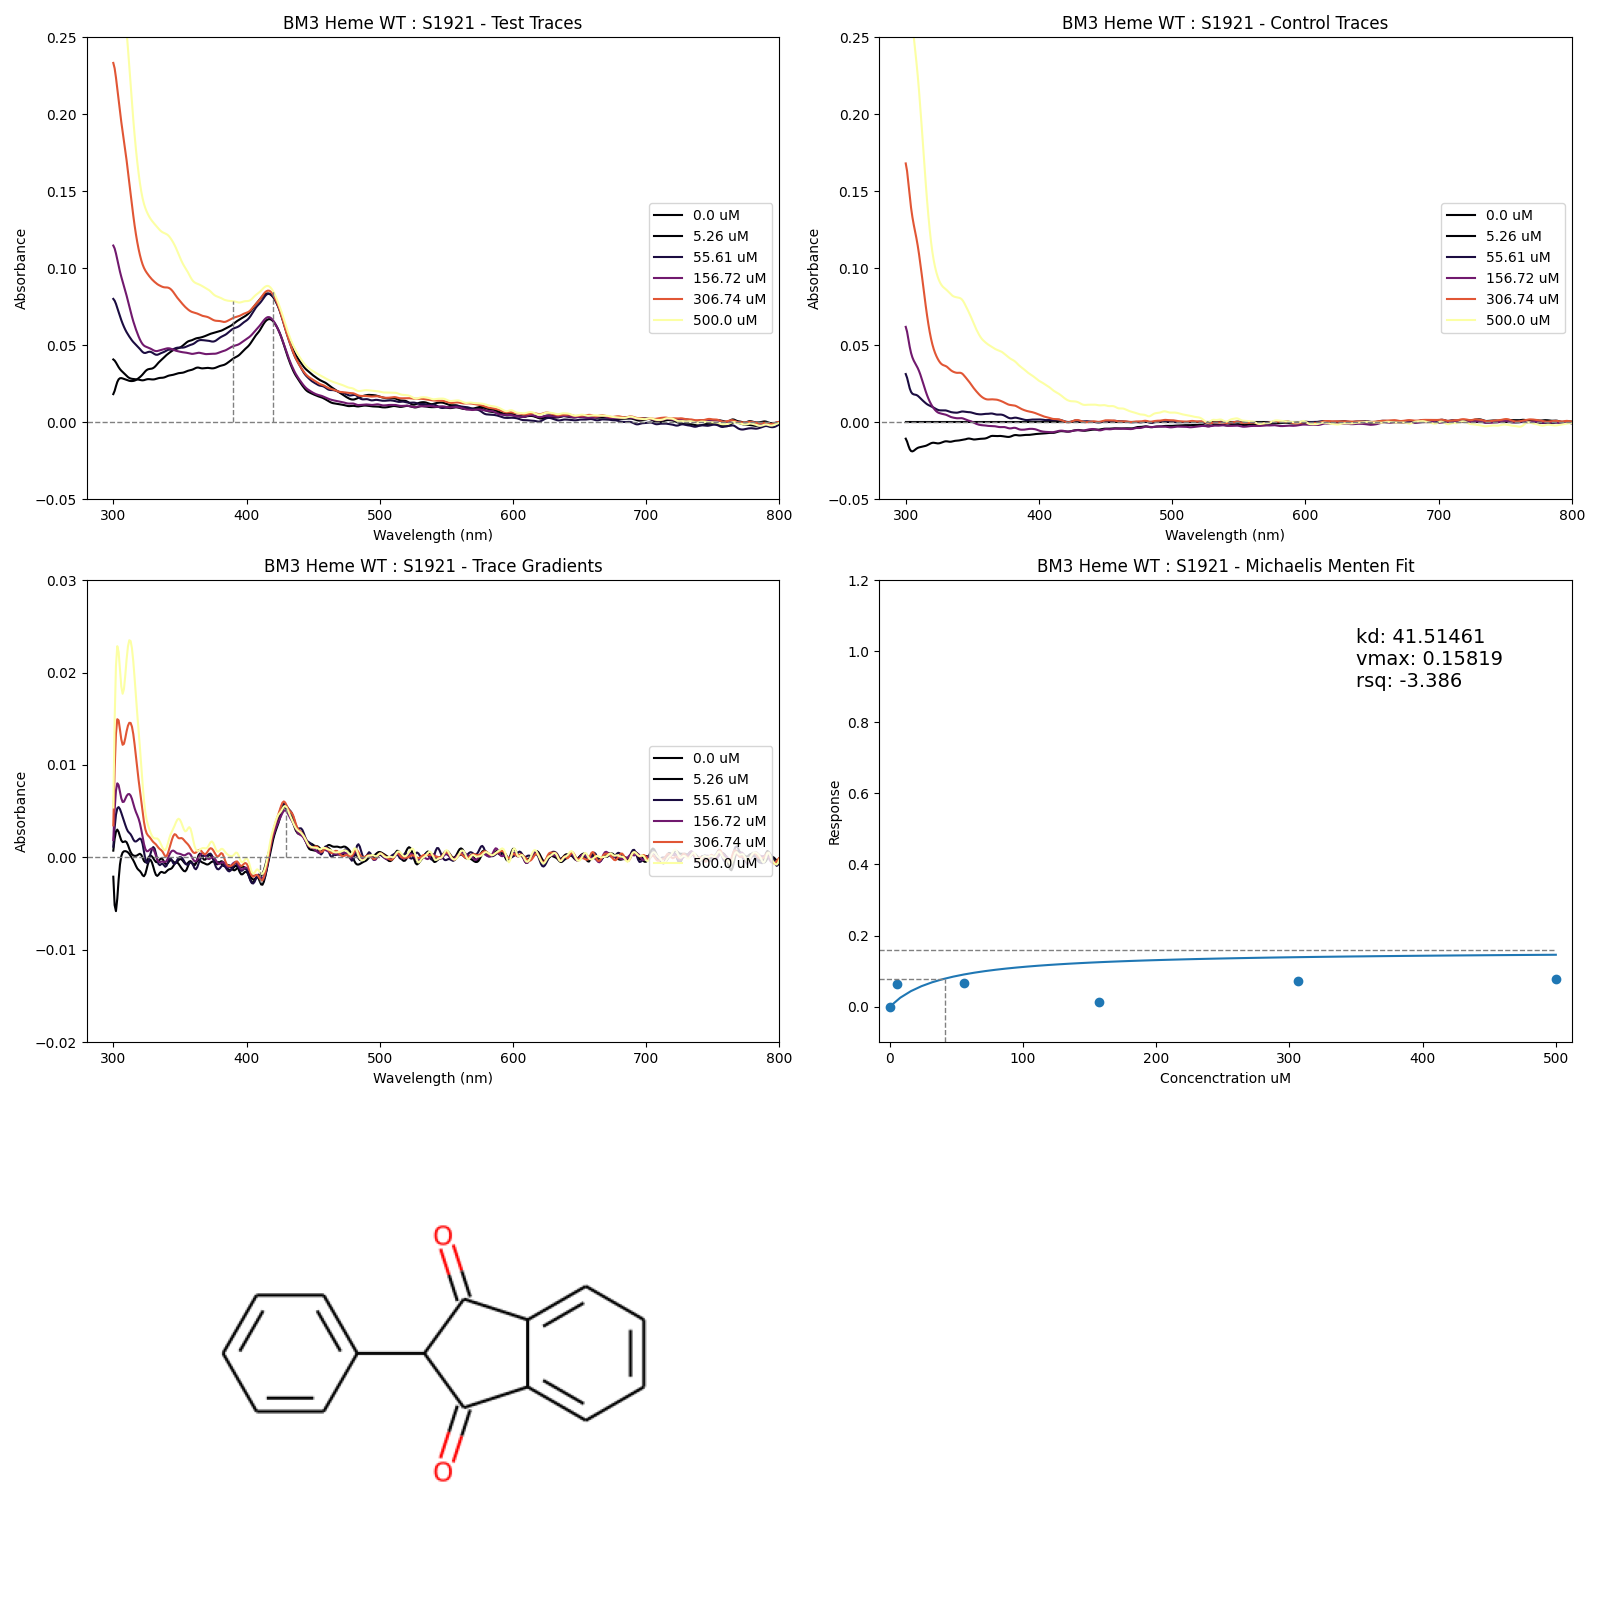 BM3 Heme WT : S1921 - Test Traces
0.25
0.20
0.15
0.10
0.05
0.00
−0.05
Absorbance
300 400 500 600 700 800
Wavelength (nm)
0.0 uM
5.26 uM
55.61 uM
156.72 uM
306.74 uM
500.0 uM
BM3 Heme WT : S1921 - Control Traces
0.25
0.20
0.15
0.10
0.05
0.00
−0.05
Absorbance
300 400 500 600 700 800
Wavelength (nm)
0.0 uM
5.26 uM
55.61 uM
156.72 uM
306.74 uM
500.0 uM
BM3 Heme WT : S1921 - Trace Gradients
0.03
0.02
0.01
0.00
−0.01
−0.02
Absorbance
300 400 500 600 700 800
Wavelength (nm)
0.0 uM
5.26 uM
55.61 uM
156.72 uM
306.74 uM
500.0 uM
BM3 Heme WT : S1921 - Michaelis Menten Fit
1.2
1.0
0.8
0.6
0.4
0.2
0.0
Response
0 100 200 300 400 500
Concenctration uM
kd: 41.51461
vmax: 0.15819
rsq: -3.386
O
O